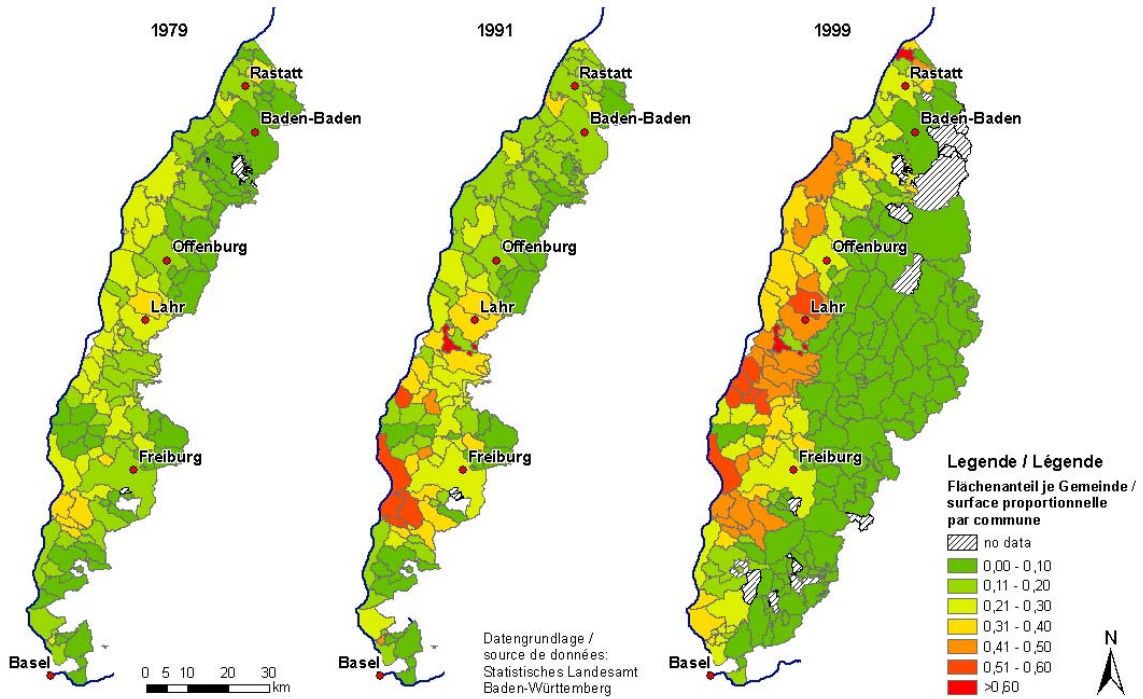 1979
Rastatt
Baden-Baden
Offenburg
Lahr
Freiburg
Basel
0 5 10 20 30
km
1991
Rastatt
Baden-Baden
Offenburg
Lahr
Freiburg
Basel
Datengrundlage /
source de données:
Statistisches Landesamt
Baden-Württemberg
1999
Rastatt
Baden-Baden
Offenburg
Lahr
Freiburg
Basel
Legende / Légende
Flächenanteil je Gemeinde /
surface proportionnelle
par commune
no data
0,00 - 0,10
0,11 - 0,20
0,21 - 0,30
0,31 - 0,40
0,41 - 0,50
0,51 - 0,60
>0,60
N